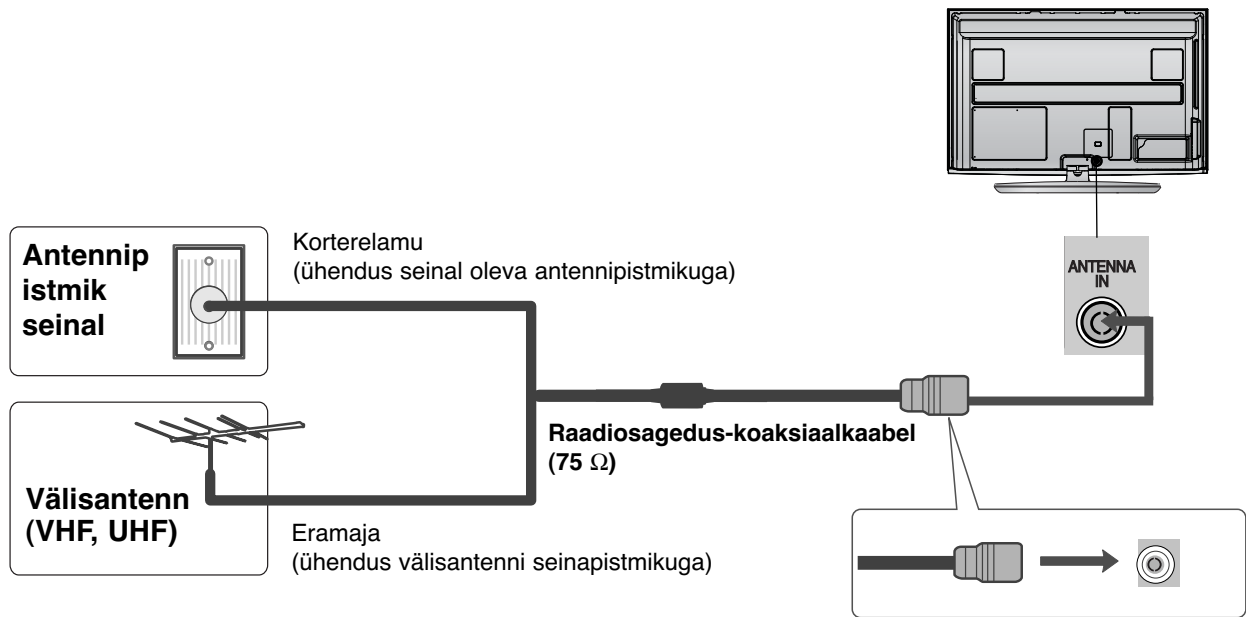 Antennip
istmik
seinal
Korterelamu
(ühendus seinal oleva antennipistmikuga)
ANTENNA
IN
Raadiosagedus-koaksiaalkaabel
(75 Ω)
Välisantenn
(VHF, UHF)
Eramaja
(ühendus välisantenni seinapistmikuga)